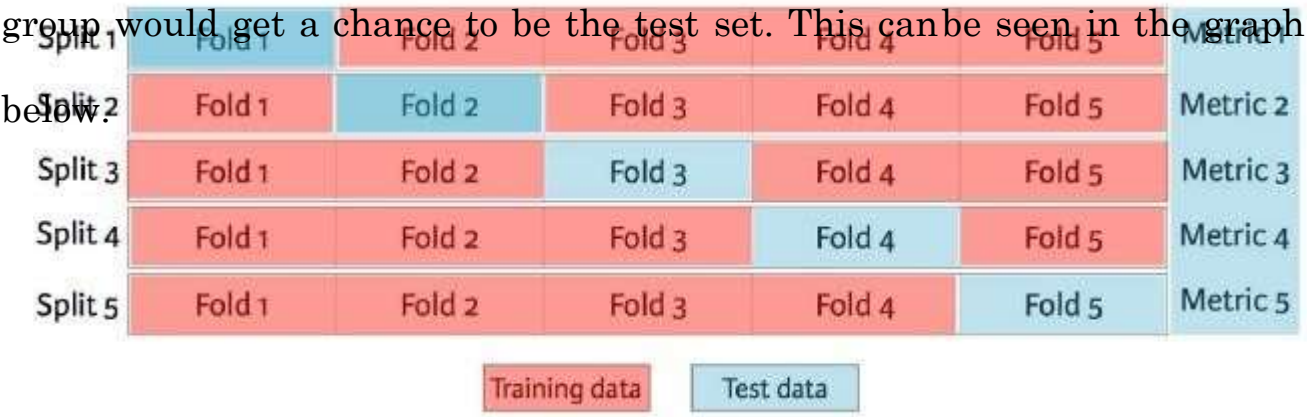 group would get a chance to be the test set. This canbe seen in the graph
below.
Split 1 Fold 1 Fold 2 Fold 3 Fold 4 Fold 5 Metric 1
Split 2 Fold 1 Fold 2 Fold 3 Fold 4 Fold 5 Metric 2
Split 3 Fold 1 Fold 2 Fold 3 Fold 4 Fold 5 Metric 3
Split 4 Fold 1 Fold 2 Fold 3 Fold 4 Fold 5 Metric 4
Split 5 Fold 1 Fold 2 Fold 3 Fold 4 Fold 5 Metric 5
Training data Test data